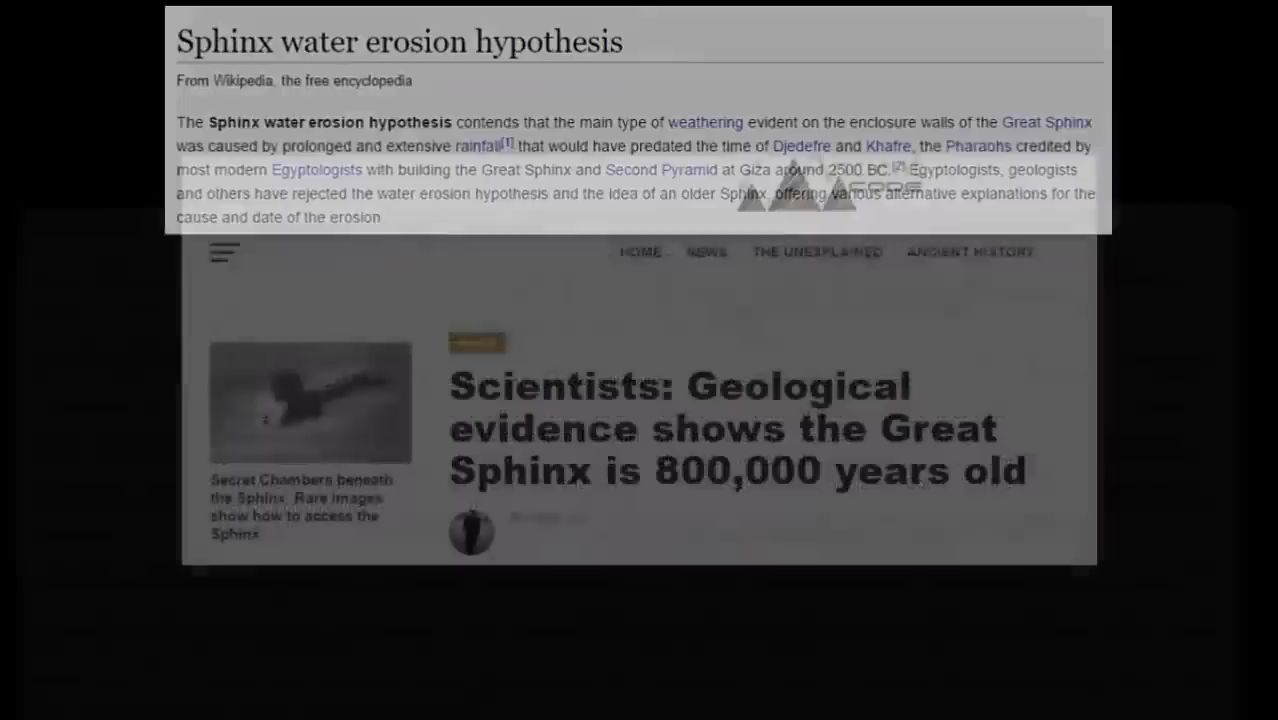 Sphinx water erosion hypothesis
From Wikipedia, the free encyclopedia
The Sphinx water erosion hypothesis contends that the main type of weathering evident on the enclosure walls of the Great Sphinx
was caused by prolonged and extensive rainfall[1] that would have predated the time of Djedefre and Khafre, the Pharaohs credited by
most modern Egyptologists with building the Great Sphinx and Second Pyramid at Giza around 2500 BC.[2] Egyptologists, geologists
and others have rejected the water erosion hypothesis and the idea of an older Sphinx, offering various alternative explanations for the
cause and date of the erosion
CODE
HOME NEWS THE UNEXPLAINED ANCIENT HISTORY
Scientists: Geological
evidence shows the Great
Sphinx is 800,000 years old
Secret Chambers beneath
the Sphinx. Rare images
show how to access the
Sphinx